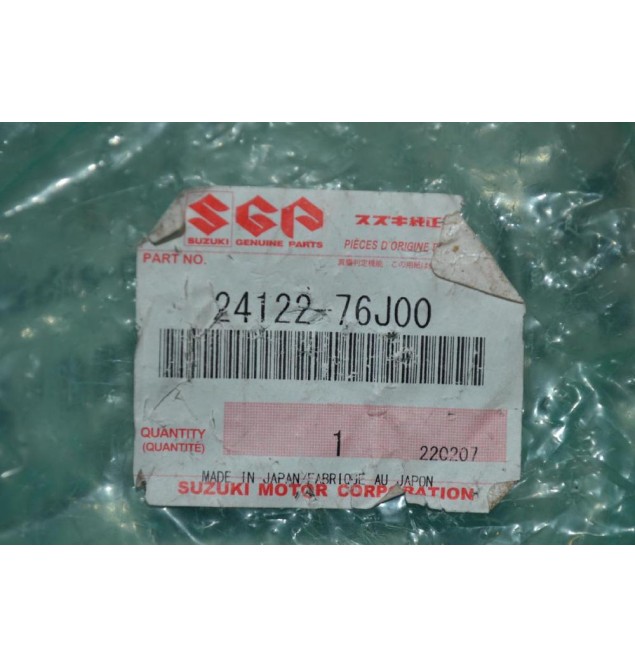 SGP スズキ純正
SUZUKI GENUINE PARTS
PIÈCES D'ORIGINE
PART NO.
24122-76J00
QUANTITY
(QUANTITÉ)
1 220207
MADE IN JAPAN/FABRIQUE AU JAPON
SUZUKI MOTOR CORPORATION